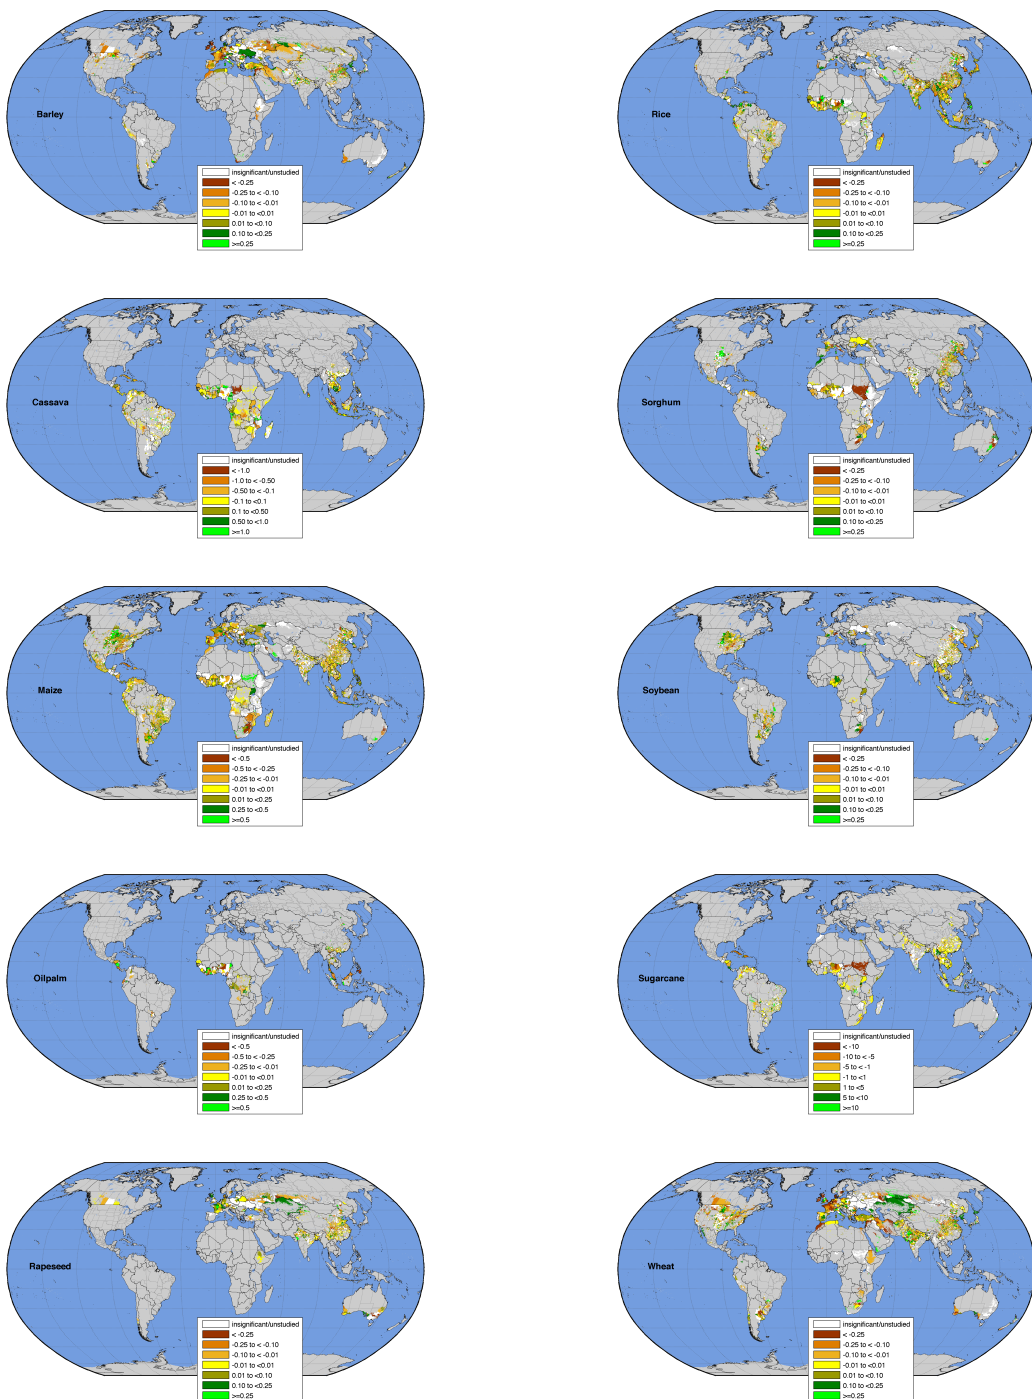 Barley
insignificant/unstudied
< -0.25
-0.25 to < -0.10
-0.10 to < -0.01
-0.01 to <0.01
0.01 to <0.10
0.10 to <0.25
>=0.25
Rice
insignificant/unstudied
< -0.25
-0.25 to < -0.10
-0.10 to < -0.01
-0.01 to <0.01
0.01 to <0.10
0.10 to <0.25
>=0.25
Cassava
insignificant/unstudied
< -1.0
-1.0 to < -0.50
-0.50 to < -0.1
-0.1 to <0.1
0.1 to <0.50
0.50 to <1.0
>=1.0
Sorghum
insignificant/unstudied
< -0.25
-0.25 to < -0.10
-0.10 to < -0.01
-0.01 to <0.01
0.01 to <0.10
0.10 to <0.25
>=0.25
Maize
insignificant/unstudied
< -0.5
-0.5 to < -0.25
-0.25 to < -0.01
-0.01 to <0.01
0.01 to <0.25
0.25 to <0.5
>=0.5
Soybean
insignificant/unstudied
< -0.25
-0.25 to < -0.10
-0.10 to < -0.01
-0.01 to <0.01
0.01 to <0.10
0.10 to <0.25
>=0.25
Oilpalm
insignificant/unstudied
< -0.5
-0.5 to < -0.25
-0.25 to < -0.01
-0.01 to <0.01
0.01 to <0.25
0.25 to <0.5
>=0.5
Sugarcane
insignificant/unstudied
< -10
-10 to < -5
-5 to < -1
-1 to <1
1 to <5
5 to <10
>=10
Rapeseed
insignificant/unstudied
< -0.25
-0.25 to < -0.10
-0.10 to < -0.01
-0.01 to <0.01
0.01 to <0.10
0.10 to <0.25
>=0.25
Wheat
insignificant/unstudied
< -0.25
-0.25 to < -0.10
-0.10 to < -0.01
-0.01 to <0.01
0.01 to <0.10
0.10 to <0.25
>=0.25